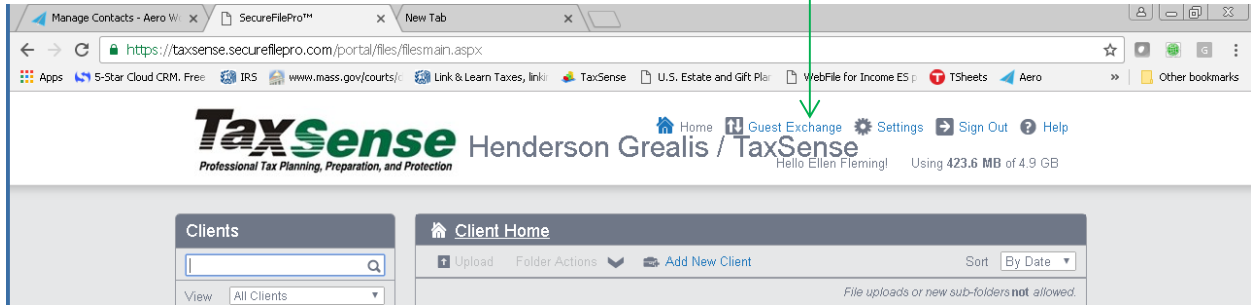 Manage Contacts - Aero W SecureFilePro™ New Tab
https://taxsense.securefilepro.com/portal/files/filesmain.aspx
Apps 5-Star Cloud CRM. Free IRS www.mass.gov/courts/c Link & Learn Taxes, linkin TaxSense U.S. Estate and Gift Plan WebFile for Income ES p TSheets Aero » Other bookmarks
TaxSense
Professional Tax Planning, Preparation, and Protection
Henderson Grealis / TaxSense
Home Guest Exchange Settings Sign Out Help
Hello Ellen Fleming! Using 423.6 MB of 4.9 GB
Clients
View All Clients
Client Home
Upload Folder Actions Add New Client Sort By Date
File uploads or new sub-folders not allowed.